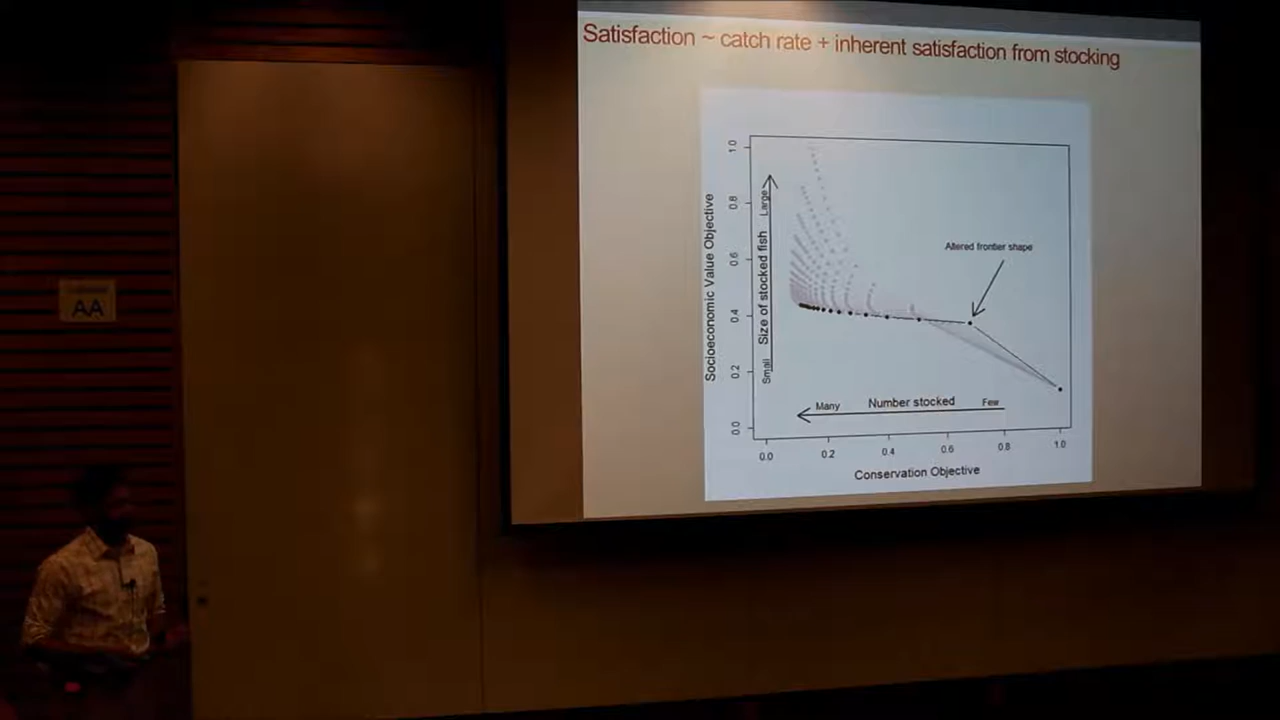 Satisfaction ~ catch rate + inherent satisfaction from stocking
1.0
0.8
0.6
0.4
0.2
0.0
Socioeconomic Value Objective
Small Size of stocked fish Large
Altered frontier shape
Many Number stocked Few
0.0 0.2 0.4 0.6 0.8 1.0
Conservation Objective
AA